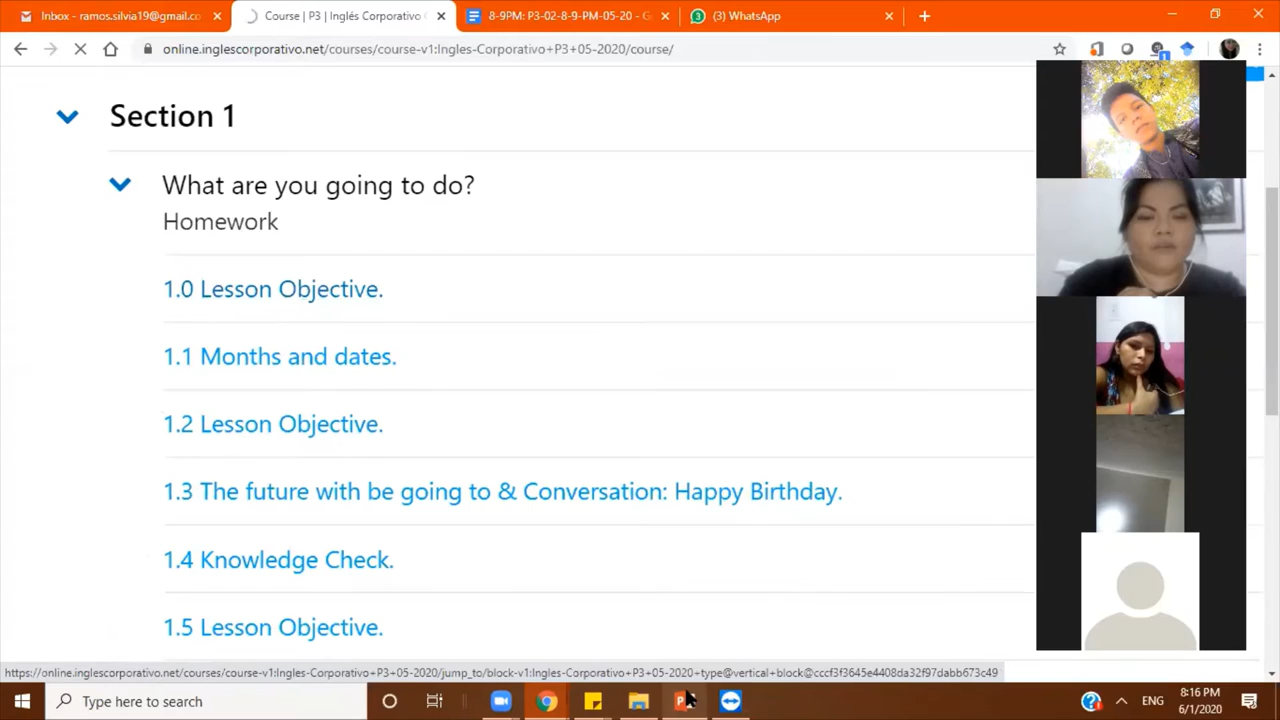 Inbox - ramos.silvia19@gmail.co
Course | P3 | Inglés Corporativo
8-9PM: P3-02-8-9-PM-05-20 - G
(3) WhatsApp
online.inglescorporativo.net/courses/course-v1:Ingles-Corporativo+P3+05-2020/course/
Section 1
What are you going to do?
Homework
1.0 Lesson Objective.
1.1 Months and dates.
1.2 Lesson Objective.
1.3 The future with be going to & Conversation: Happy Birthday.
1.4 Knowledge Check.
1.5 Lesson Objective.
https://online.inglescorporativo.net/courses/course-v1:Ingles-Corporativo+P3+05-2020/jump_to/block-v1:Ingles-Corporativo+P3+05-2020+type@vertical+block@cccf3f3645e4408da32f97dabb673c49
Type here to search
ENG
8:16 PM
6/1/2020